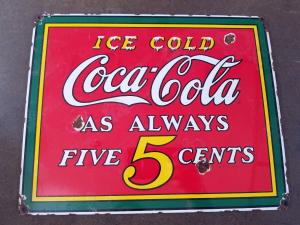 ICE COLD
Coca-Cola
AS ALWAYS
FIVE 5 CENTS